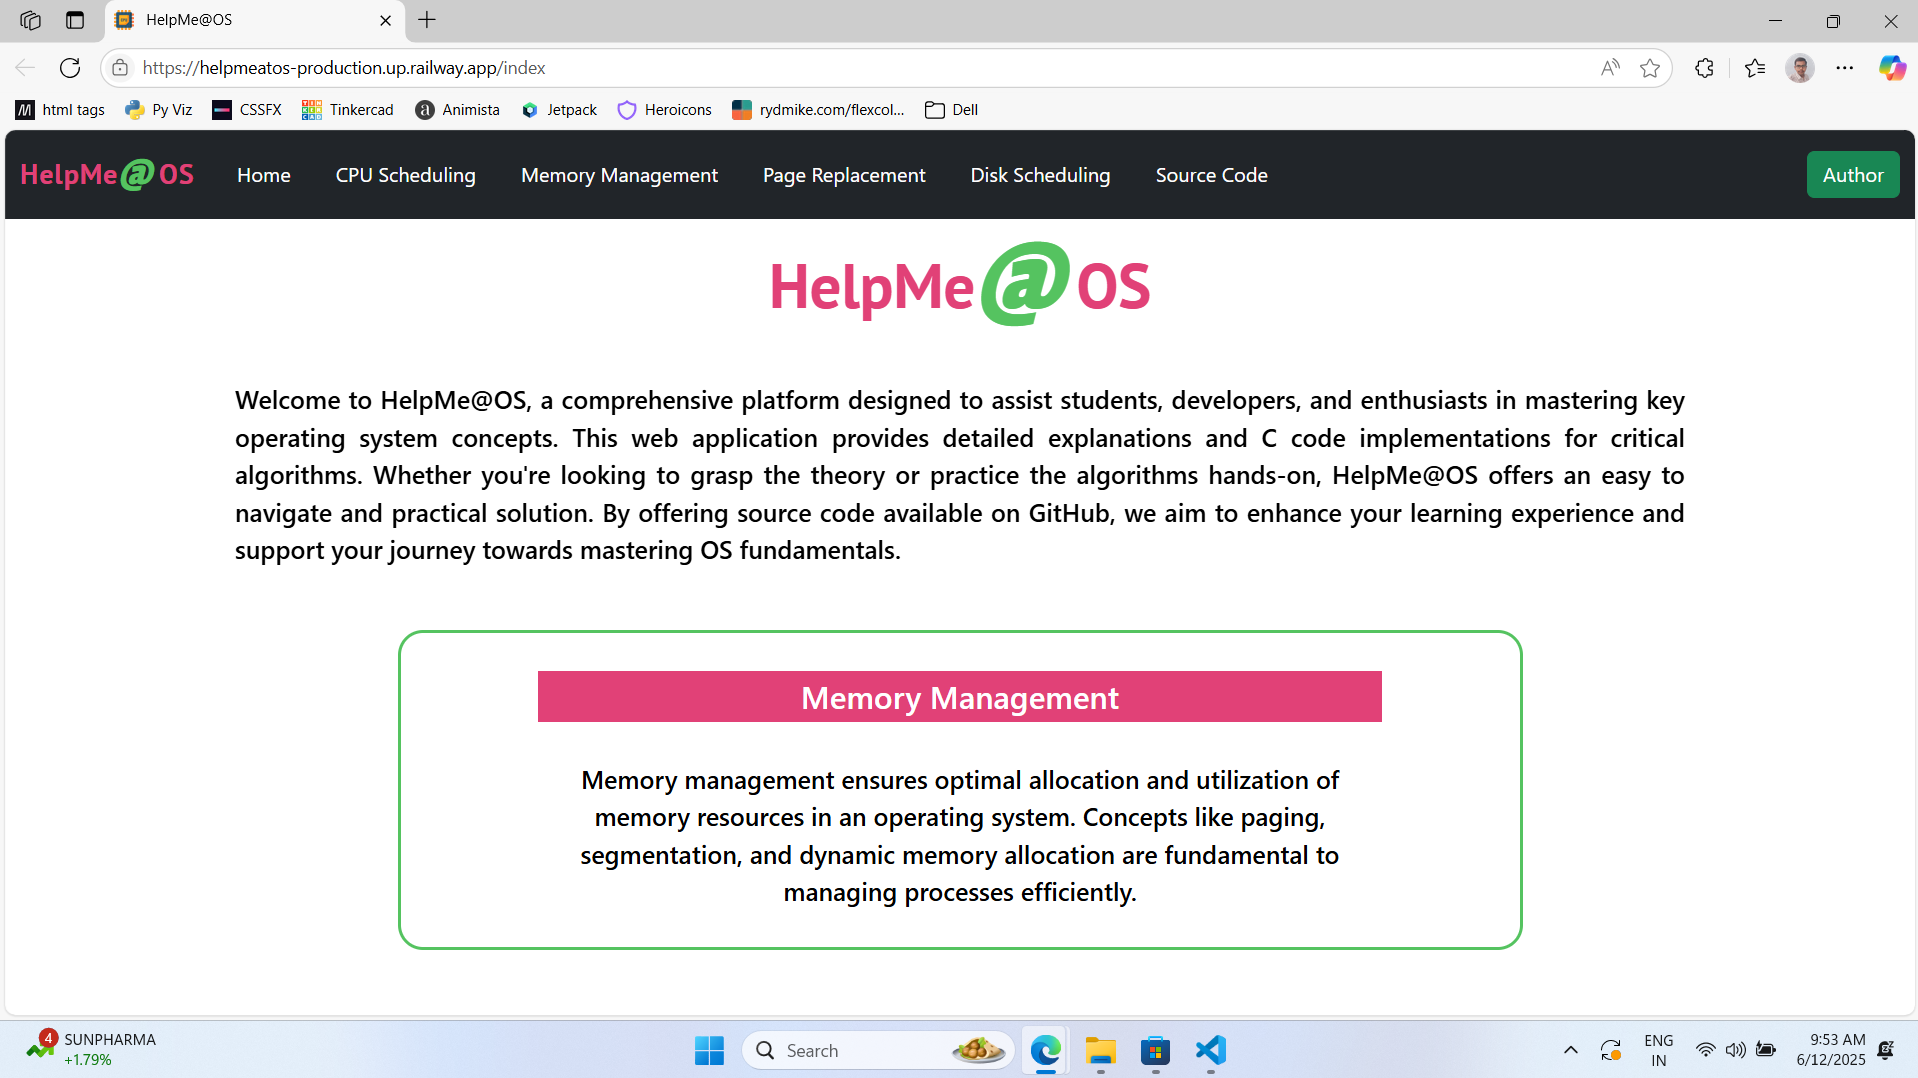 HelpMe@OS
https://helpmeatos-production.up.railway.app/index
html tags Py Viz CSSFX Tinkercad Animista Jetpack Heroicons rydmike.com/flexcol... Dell
HelpMe@OS Home CPU Scheduling Memory Management Page Replacement Disk Scheduling Source Code Author
HelpMe@OS
Welcome to HelpMe@OS, a comprehensive platform designed to assist students, developers, and enthusiasts in mastering key
operating system concepts. This web application provides detailed explanations and C code implementations for critical
algorithms. Whether you're looking to grasp the theory or practice the algorithms hands-on, HelpMe@OS offers an easy to
navigate and practical solution. By offering source code available on GitHub, we aim to enhance your learning experience and
support your journey towards mastering OS fundamentals.
Memory Management
Memory management ensures optimal allocation and utilization of
memory resources in an operating system. Concepts like paging,
segmentation, and dynamic memory allocation are fundamental to
managing processes efficiently.
4 SUNPHARMA
+1.79%
Search
ENG
IN
9:53 AM
6/12/2025